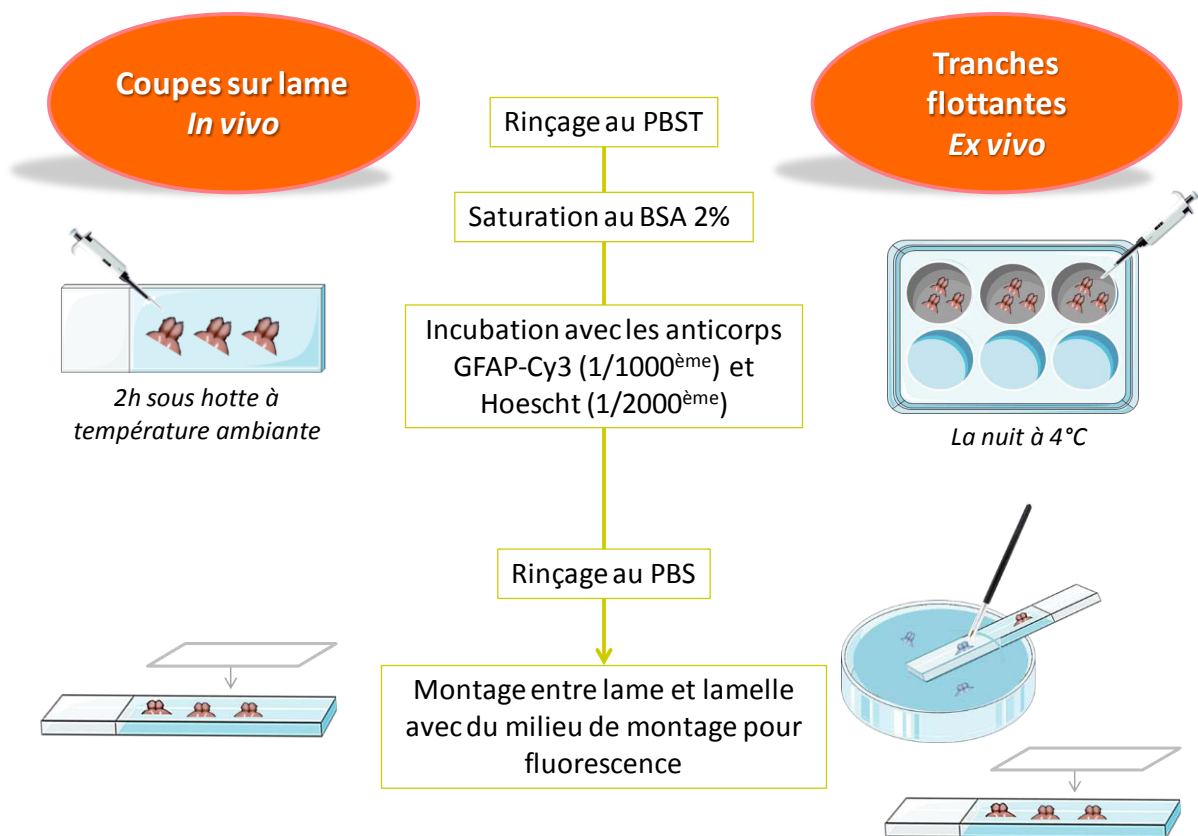 Coupes sur lame
In vivo
Tranches
flottantes
Ex vivo
Rinçage au PBST
Saturation au BSA 2%
Incubation avec les anticorps
GFAP-Cy3 (1/1000ème) et
Hoescht (1/2000ème)
2h sous hotte à
température ambiante
La nuit à 4°C
Rinçage au PBS
Montage entre lame et lamelle
avec du milieu de montage pour
fluorescence